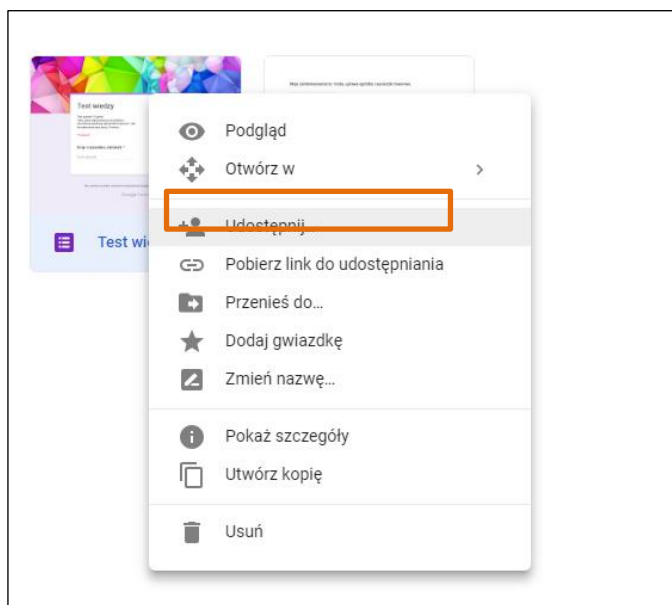 Test wiedzy
Podgląd
Otwórz w
Udostępnij...
Test wi
Pobierz link do udostępniania
Przenieś do...
Dodaj gwiazdkę
Zmień nazwę...
Pokaż szczegóły
Utwórz kopię
Usuń